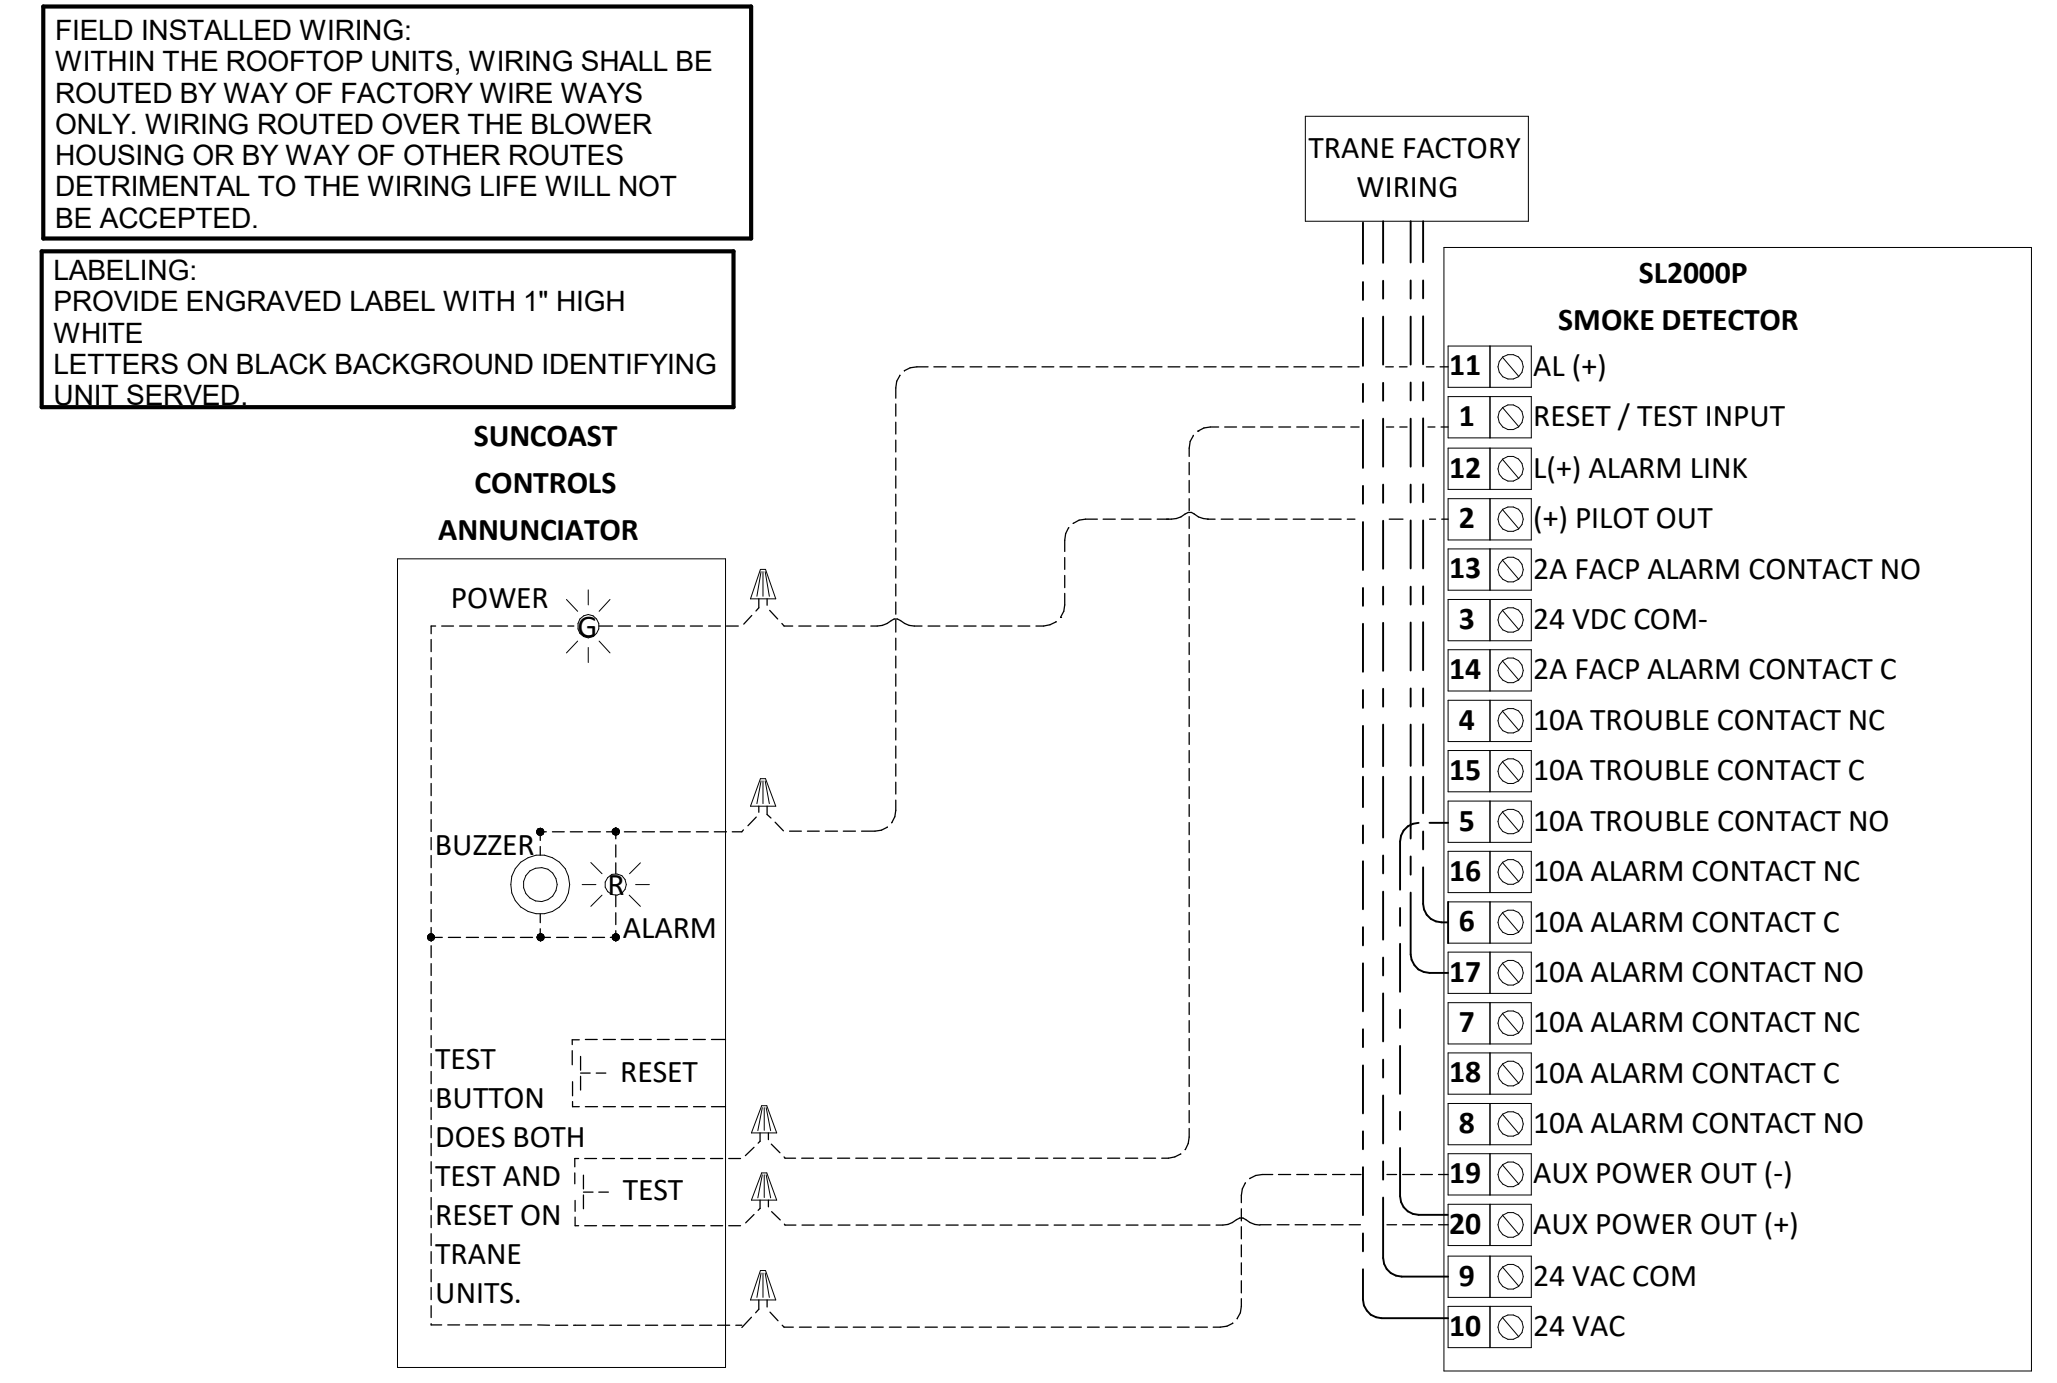 FIELD INSTALLED WIRING:
WITHIN THE ROOFTOP UNITS, WIRING SHALL BE
ROUTED BY WAY OF FACTORY WIRE WAYS
ONLY. WIRING ROUTED OVER THE BLOWER
HOUSING OR BY WAY OF OTHER ROUTES
DETRIMENTAL TO THE WIRING LIFE WILL NOT
BE ACCEPTED.
LABELING:
PROVIDE ENGRAVED LABEL WITH 1" HIGH
WHITE
LETTERS ON BLACK BACKGROUND IDENTIFYING
UNIT SERVED.
SUNCOAST
CONTROLS
ANNUNCIATOR
POWER
G
BUZZER
R
ALARM
TEST
BUTTON
DOES BOTH
TEST AND
RESET ON
TRANE
UNITS.
RESET
TEST
TRANE FACTORY
WIRING
SL2000P
SMOKE DETECTOR
11 AL (+)
1 RESET / TEST INPUT
12 L(+) ALARM LINK
2 (+) PILOT OUT
13 2A FACP ALARM CONTACT NO
3 24 VDC COM-
14 2A FACP ALARM CONTACT C
4 10A TROUBLE CONTACT NC
15 10A TROUBLE CONTACT C
5 10A TROUBLE CONTACT NO
16 10A ALARM CONTACT NC
6 10A ALARM CONTACT C
17 10A ALARM CONTACT NO
7 10A ALARM CONTACT NC
18 10A ALARM CONTACT C
8 10A ALARM CONTACT NO
19 AUX POWER OUT (-)
20 AUX POWER OUT (+)
9 24 VAC COM
10 24 VAC